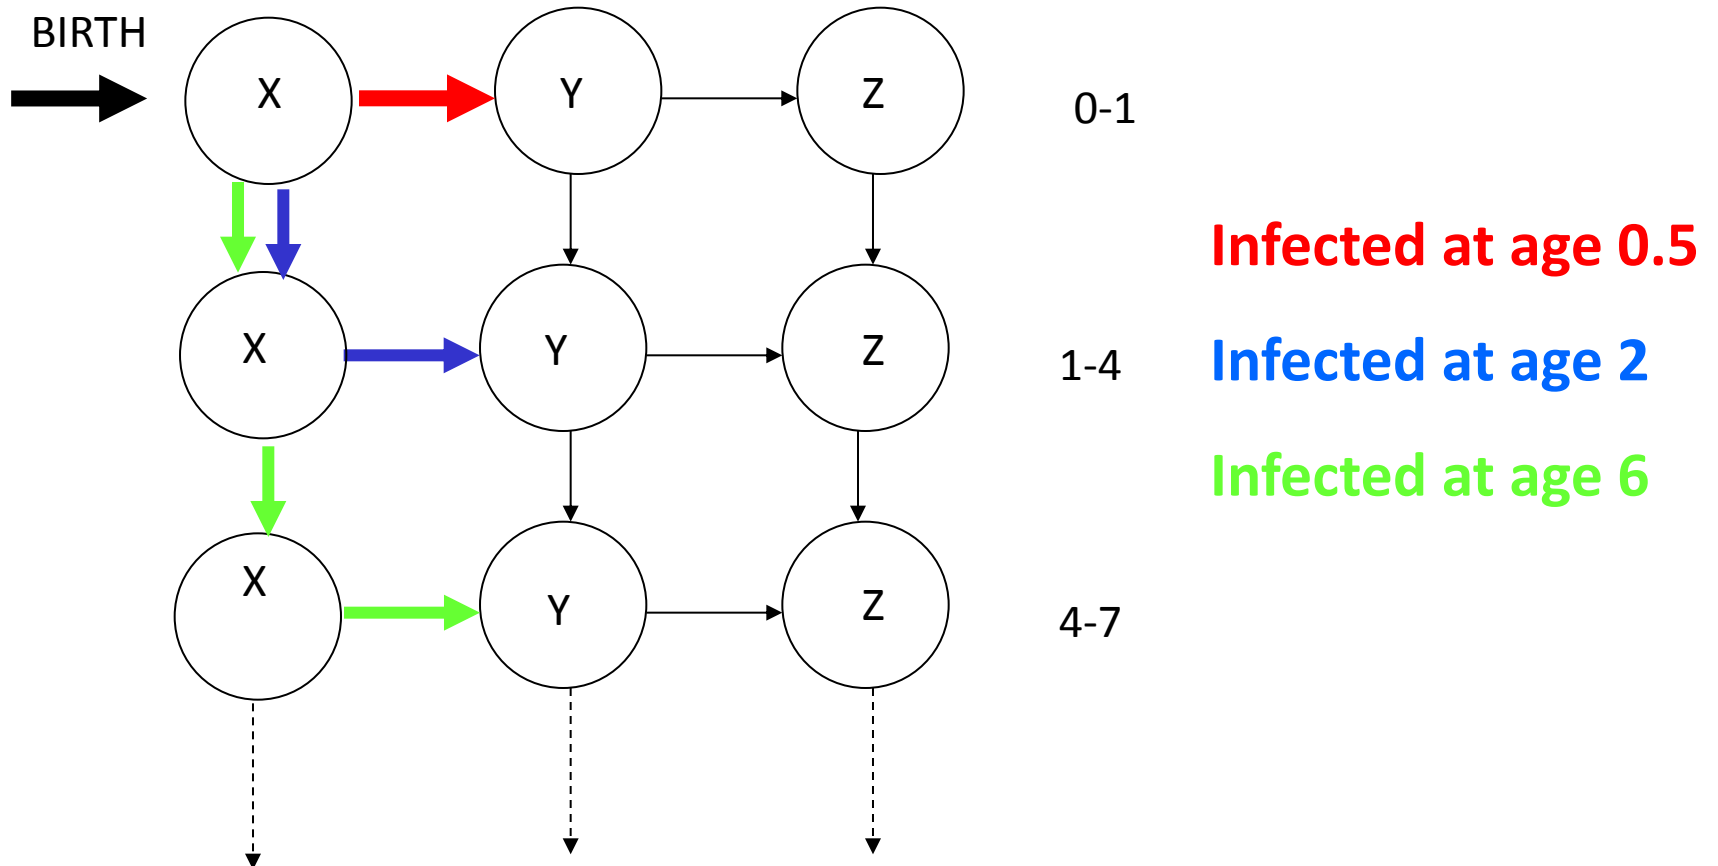 BIRTH
X Y Z 0-1
Infected at age 0.5
X Y Z 1-4
Infected at age 2
Infected at age 6
X Y Z 4-7